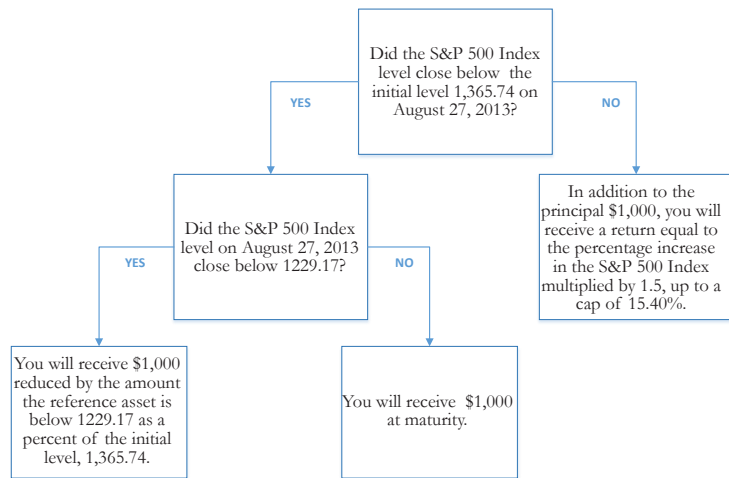 Did the S&P 500 Index
level close below the
initial level 1,365.74 on
August 27, 2013?
YES
NO
Did the S&P 500 Index
level on August 27, 2013
close below 1229.17?
In addition to the
principal $1,000, you will
receive a return equal to
the percentage increase
in the S&P 500 Index
multiplied by 1.5, up to a
cap of 15.40%.
YES
NO
You will receive $1,000
reduced by the amount
the reference asset is
below 1229.17 as a
percent of the initial
level, 1,365.74.
You will receive $1,000
at maturity.